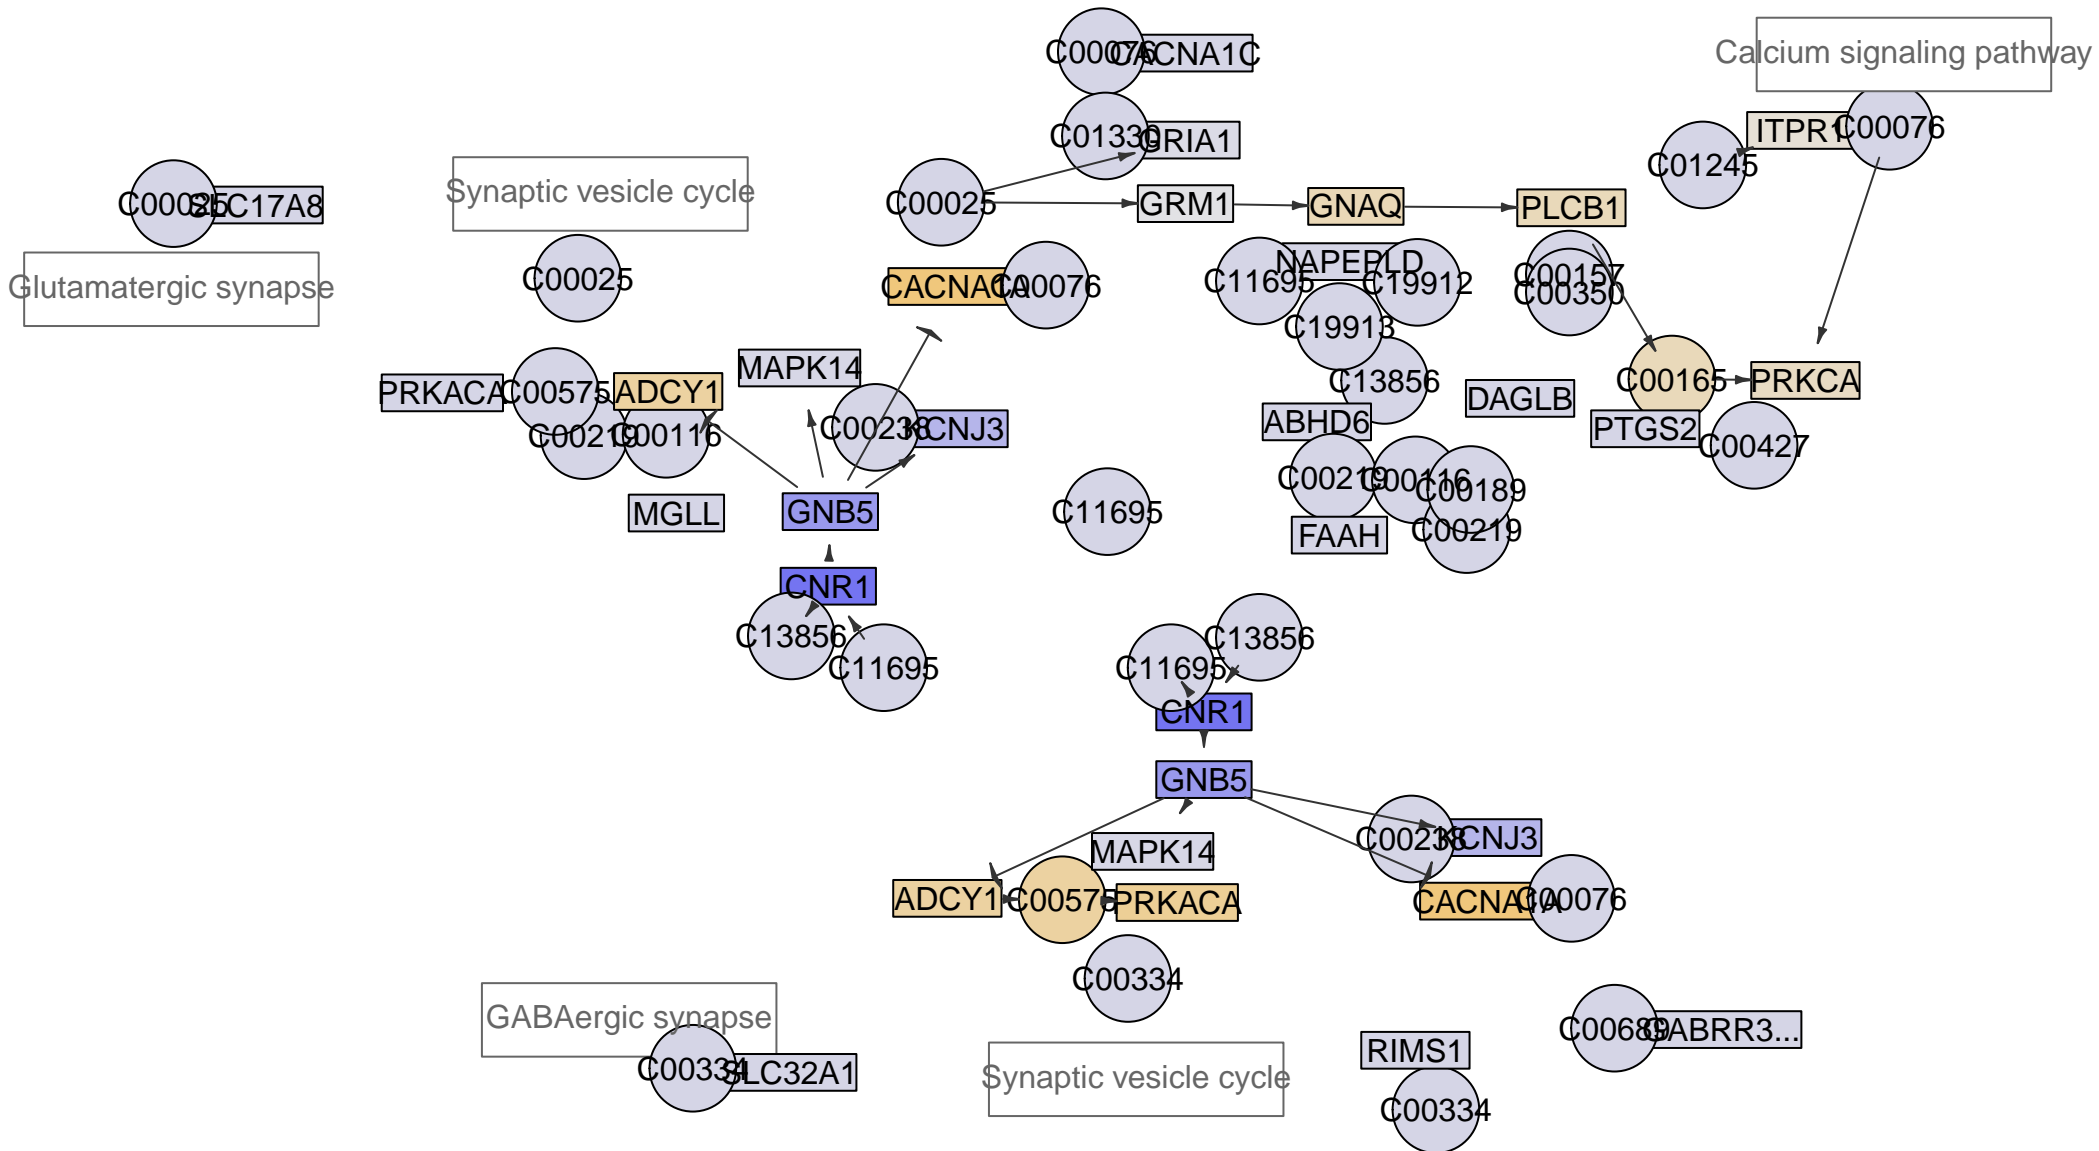 C00076
CACNA1C
Calcium signaling pathway
C01330
GRIA1
ITPR1
C00076
C01245
C00025
SLC17A8
Synaptic vesicle cycle
C00025
GRM1
GNAQ
PLCB1
Glutamatergic synapse
C00025
CACNA1A
C00076
NAPEPLD
C11695
C19912
C00157
C00350
C19913
PRKACA
C00575
ADCY1
MAPK14
C13856
DAGLB
C00165
PRKCA
C00219
C00116
C00238
KCNJ3
ABHD6
PTGS2
C00427
MGLL
GNB5
C11695
C00219
C00116
C00189
FAAH
C00219
CNR1
C13856
C11695
C13856
C11695
CNR1
GNB5
MAPK14
C00238
KCNJ3
ADCY1
C00575
PRKACA
CACNA1A
C00076
C00334
GABAergic synapse
C00334
SLC32A1
Synaptic vesicle cycle
RIMS1
C00689
GABRR3...
C00334